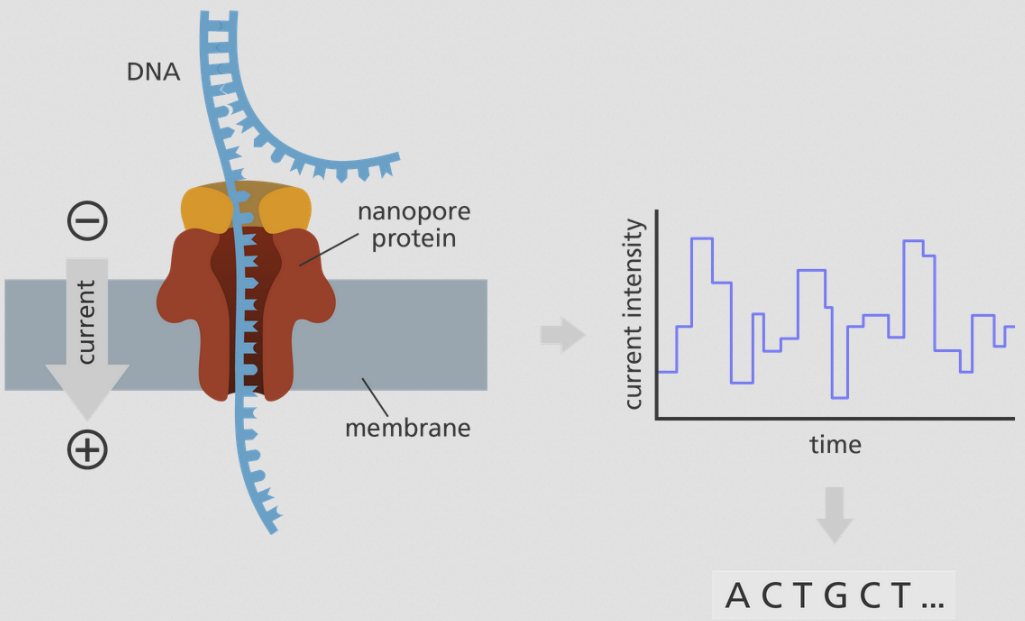 DNA
nanopore
protein
−
current
+
membrane
current intensity
time
A C T G C T ...